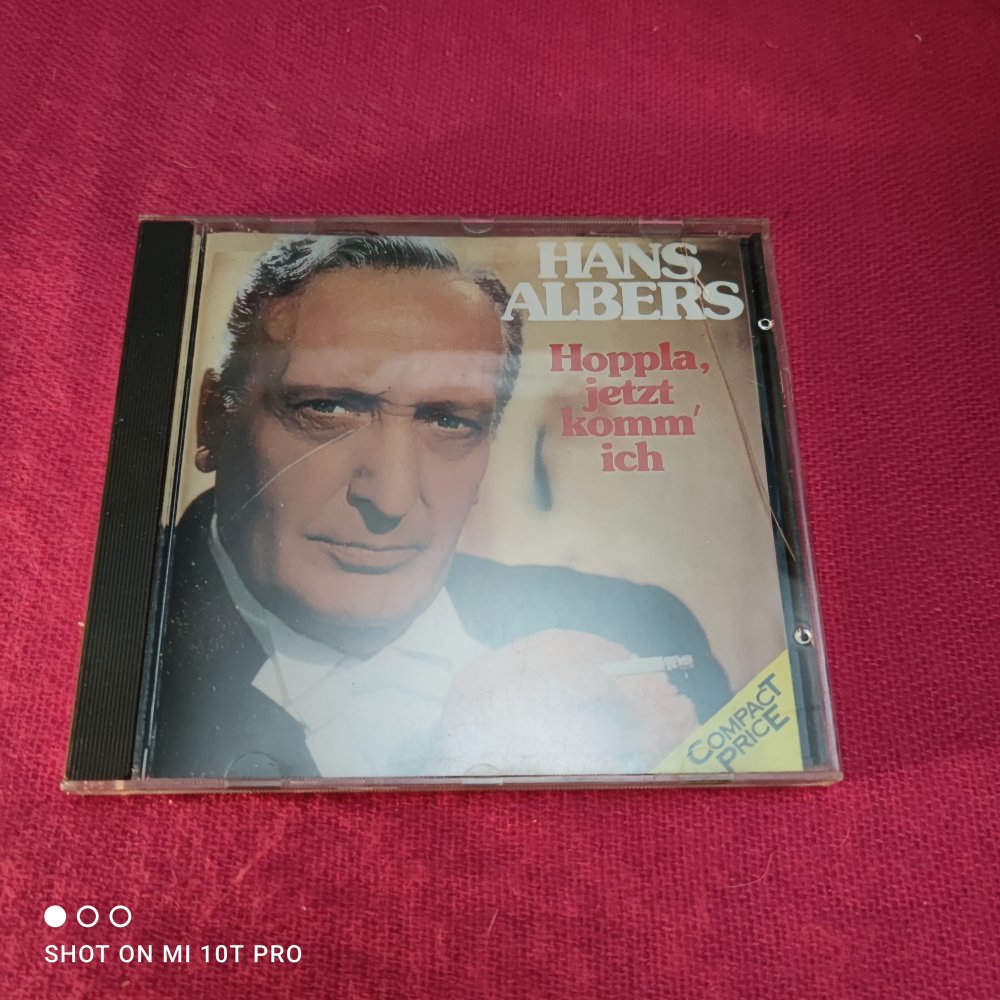 HANS
ALBERS
Hoppla,
jetzt
komm'
ich
COMPACT
PRICE
SHOT ON MI 10T PRO